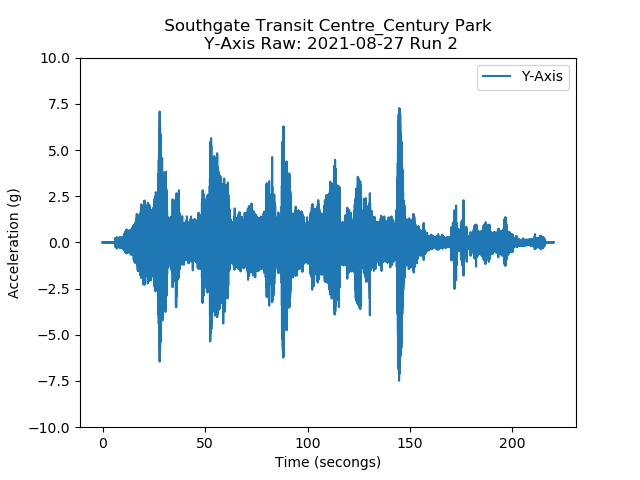 Southgate Transit Centre_Century Park
Y-Axis Raw: 2021-08-27 Run 2
Y-Axis
10.0
7.5
5.0
2.5
0.0
−2.5
−5.0
−7.5
−10.0
Acceleration (g)
0 50 100 150 200
Time (secongs)